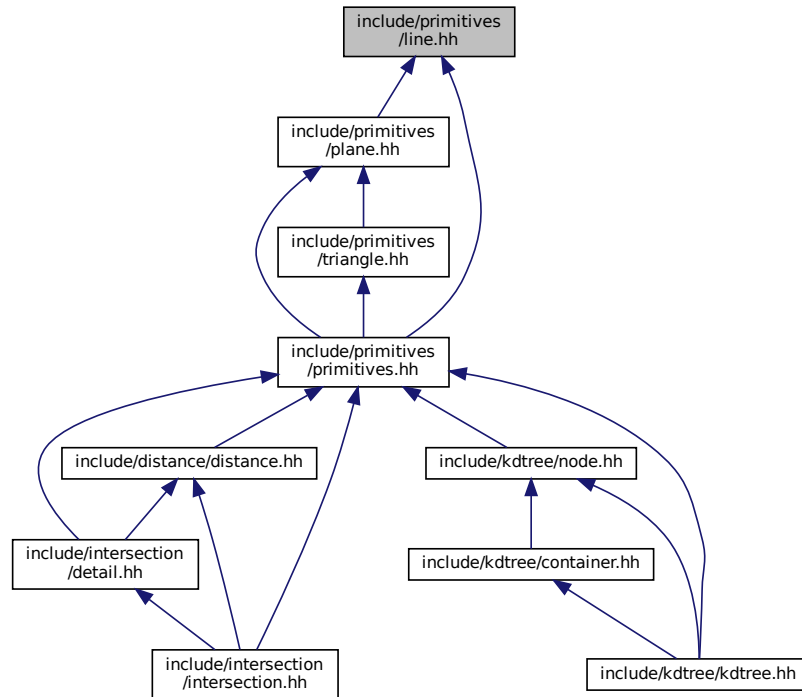 include/primitives
/line.hh
include/primitives
/plane.hh
include/primitives
/triangle.hh
include/primitives
/primitives.hh
include/distance/distance.hh
include/kdtree/node.hh
include/intersection
/detail.hh
include/kdtree/container.hh
include/intersection
/intersection.hh
include/kdtree/kdtree.hh